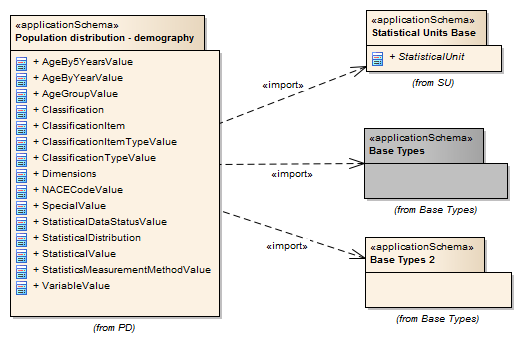 «applicationSchema»
Population distribution - demography
+ AgeBy5YearsValue
+ AgeByYearValue
+ AgeGroupValue
+ Classification
+ ClassificationItem
+ ClassificationItemTypeValue
+ ClassificationTypeValue
+ Dimensions
+ NACECodeValue
+ SpecialValue
+ StatisticalDataStatusValue
+ StatisticalDistribution
+ StatisticalValue
+ StatisticsMeasurementMethodValue
+ VariableValue
(from PD)
«import»
«import»
«import»
«applicationSchema»
Statistical Units Base
+ StatisticalUnit
(from SU)
«applicationSchema»
Base Types
(from Base Types)
«applicationSchema»
Base Types 2
(from Base Types)